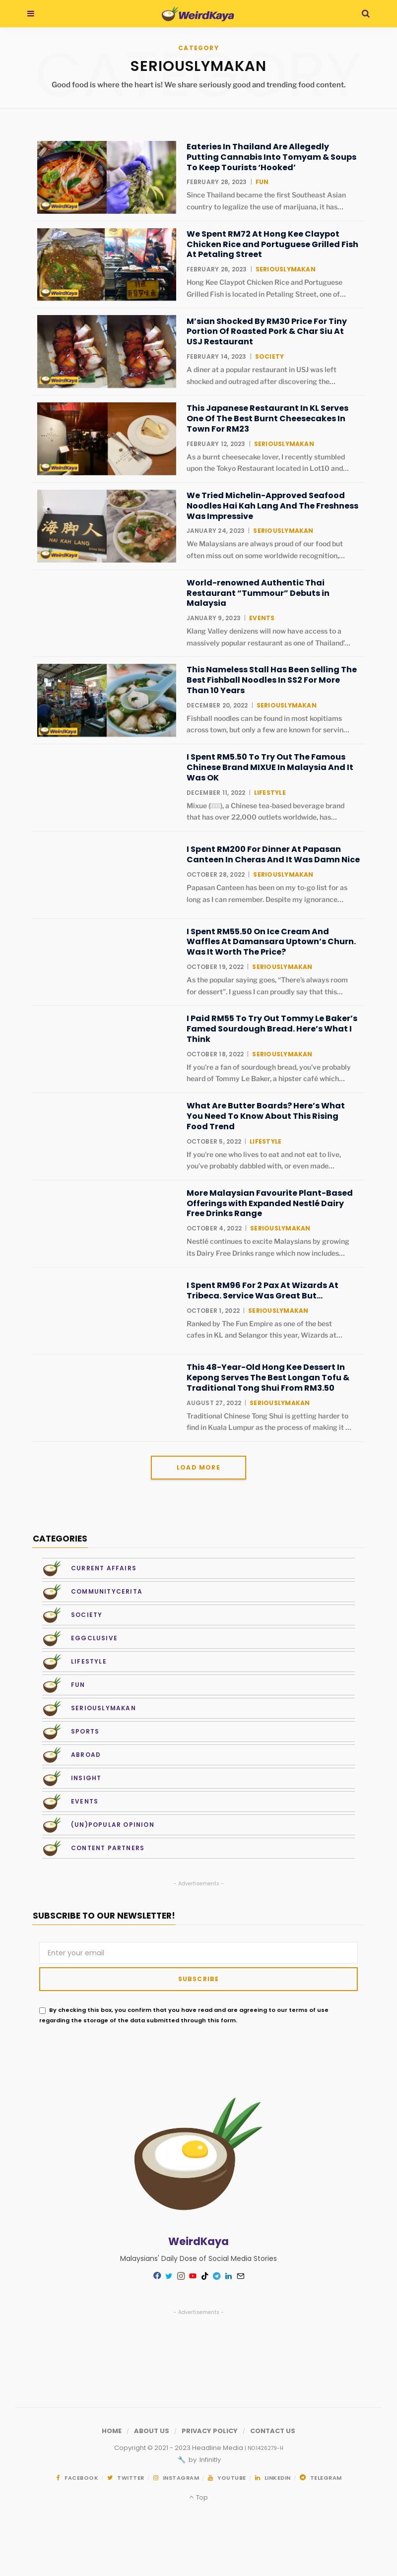 WeirdKaya
CATEGORY
CATEGORY
SERIOUSLYMAKAN
Good food is where the heart is! We share seriously good and trending food content.
WeirdKaya
Eateries In Thailand Are Allegedly
Putting Cannabis Into Tomyam & Soups
To Keep Tourists ‘Hooked’
FEBRUARY 28, 2023 | FUN
Since Thailand became the first Southeast Asian
country to legalize the use of marijuana, it has...
WeirdKaya
We Spent RM72 At Hong Kee Claypot
Chicken Rice and Portuguese Grilled Fish
At Petaling Street
FEBRUARY 26, 2023 | SERIOUSLYMAKAN
Hong Kee Claypot Chicken Rice and Portuguese
Grilled Fish is located in Petaling Street, one of...
WeirdKaya
M’sian Shocked By RM30 Price For Tiny
Portion Of Roasted Pork & Char Siu At
USJ Restaurant
FEBRUARY 14, 2023 | SOCIETY
A diner at a popular restaurant in USJ was left
shocked and outraged after discovering the...
WeirdKaya
This Japanese Restaurant In KL Serves
One Of The Best Burnt Cheesecakes In
Town For RM23
FEBRUARY 12, 2023 | SERIOUSLYMAKAN
As a burnt cheesecake lover, I recently stumbled
upon the Tokyo Restaurant located in Lot10 and...
海脚人
HAI KAH LANG
WeirdKaya
We Tried Michelin-Approved Seafood
Noodles Hai Kah Lang And The Freshness
Was Impressive
JANUARY 24, 2023 | SERIOUSLYMAKAN
We Malaysians are always proud of our food but
often miss out on some worldwide recognition,...
World-renowned Authentic Thai
Restaurant “Tummour” Debuts in
Malaysia
JANUARY 9, 2023 | EVENTS
Klang Valley denizens will now have access to a
massively popular restaurant as one of Thailand’...
WeirdKaya
This Nameless Stall Has Been Selling The
Best Fishball Noodles In SS2 For More
Than 10 Years
DECEMBER 20, 2022 | SERIOUSLYMAKAN
Fishball noodles can be found in most kopitiams
across town, but only a few are known for servin...
I Spent RM5.50 To Try Out The Famous
Chinese Brand MIXUE In Malaysia And It
Was OK
DECEMBER 11, 2022 | LIFESTYLE
Mixue (▯▯▯), a Chinese tea-based beverage brand
that has over 22,000 outlets worldwide, has...
I Spent RM200 For Dinner At Papasan
Canteen In Cheras And It Was Damn Nice
OCTOBER 28, 2022 | SERIOUSLYMAKAN
Papasan Canteen has been on my to-go list for as
long as I can remember. Despite my ignorance...
I Spent RM55.50 On Ice Cream And
Waffles At Damansara Uptown’s Churn.
Was It Worth The Price?
OCTOBER 19, 2022 | SERIOUSLYMAKAN
As the popular saying goes, “There’s always room
for dessert”. I guess I can proudly say that this...
I Paid RM55 To Try Out Tommy Le Baker’s
Famed Sourdough Bread. Here’s What I
Think
OCTOBER 18, 2022 | SERIOUSLYMAKAN
If you’re a fan of sourdough bread, you’ve probably
heard of Tommy Le Baker, a hipster café which...
What Are Butter Boards? Here’s What
You Need To Know About This Rising
Food Trend
OCTOBER 5, 2022 | LIFESTYLE
If you’re one who lives to eat and not eat to live,
you’ve probably dabbled with, or even made...
More Malaysian Favourite Plant-Based
Offerings with Expanded Nestlé Dairy
Free Drinks Range
OCTOBER 4, 2022 | SERIOUSLYMAKAN
Nestlé continues to excite Malaysians by growing
its Dairy Free Drinks range which now includes...
I Spent RM96 For 2 Pax At Wizards At
Tribeca. Service Was Great But…
OCTOBER 1, 2022 | SERIOUSLYMAKAN
Ranked by The Fun Empire as one of the best
cafes in KL and Selangor this year, Wizards at...
This 48-Year-Old Hong Kee Dessert In
Kepong Serves The Best Longan Tofu &
Traditional Tong Shui From RM3.50
AUGUST 27, 2022 | SERIOUSLYMAKAN
Traditional Chinese Tong Shui is getting harder to
find in Kuala Lumpur as the process of making it ...
LOAD MORE
CATEGORIES
CURRENT AFFAIRS
COMMUNITYCERITA
SOCIETY
EGGCLUSIVE
LIFESTYLE
FUN
SERIOUSLYMAKAN
SPORTS
ABROAD
INSIGHT
EVENTS
(UN)POPULAR OPINION
CONTENT PARTNERS
- Advertisements -
SUBSCRIBE TO OUR NEWSLETTER!
Enter your email
SUBSCRIBE
By checking this box, you confirm that you have read and are agreeing to our terms of use
regarding the storage of the data submitted through this form.
WeirdKaya
Malaysians' Daily Dose of Social Media Stories
- Advertisements -
HOME / ABOUT US / PRIVACY POLICY / CONTACT US
Copyright © 2021 - 2023 Headline Media | NO.1426279-H
🔧 by Infinitly
FACEBOOK / TWITTER / INSTAGRAM / YOUTUBE / LINKEDIN / TELEGRAM
Top